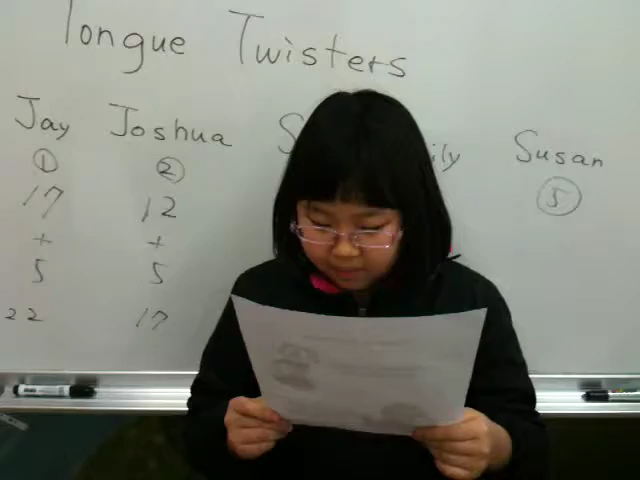 Tongue Twisters
Jay Joshua Susan
① ② ⑤
17 12
+ +
5 5
22 17